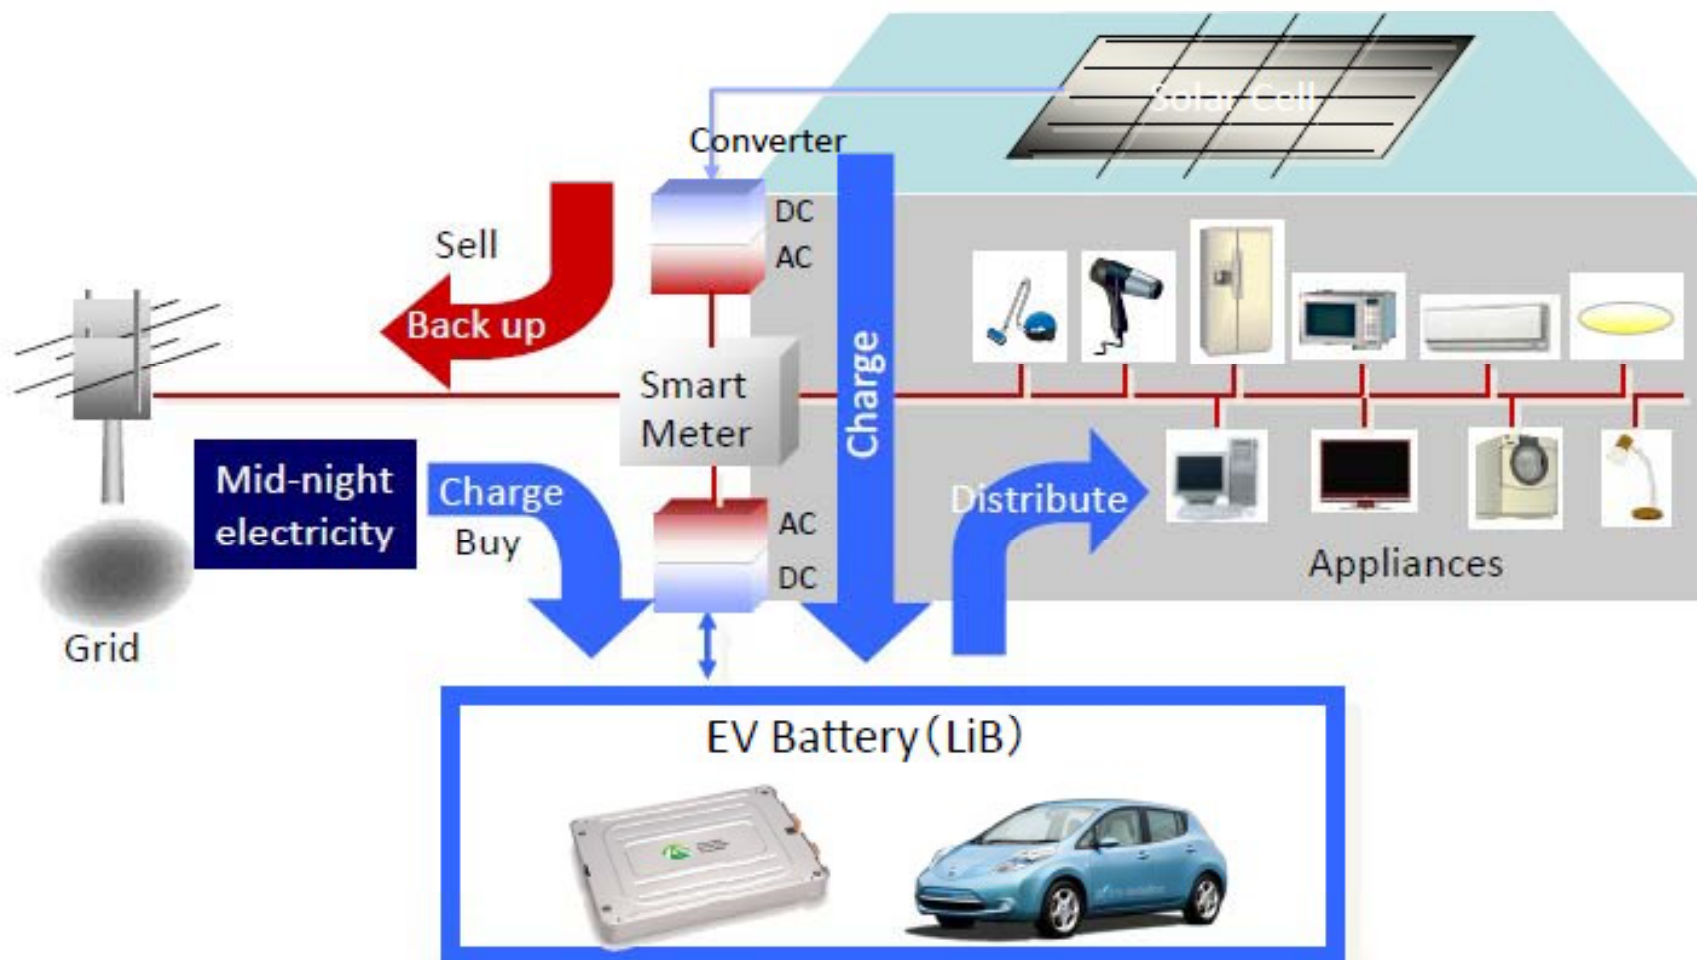 Solar Cell
Converter
DC
AC
Sell
Back up
Smart
Meter
Charge
Mid-night
electricity
Charge
Buy
AC
DC
Distribute
Appliances
Grid
EV Battery（LiB）